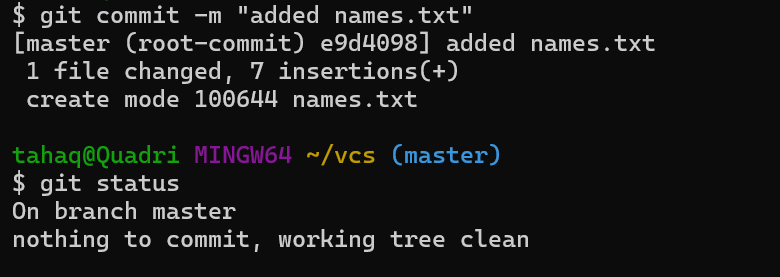 $ git commit -m "added names.txt"
[master (root-commit) e9d4098] added names.txt
 1 file changed, 7 insertions(+)
 create mode 100644 names.txt
tahaq@Quadri MINGW64 ~/vcs (master)
$ git status
On branch master
nothing to commit, working tree clean